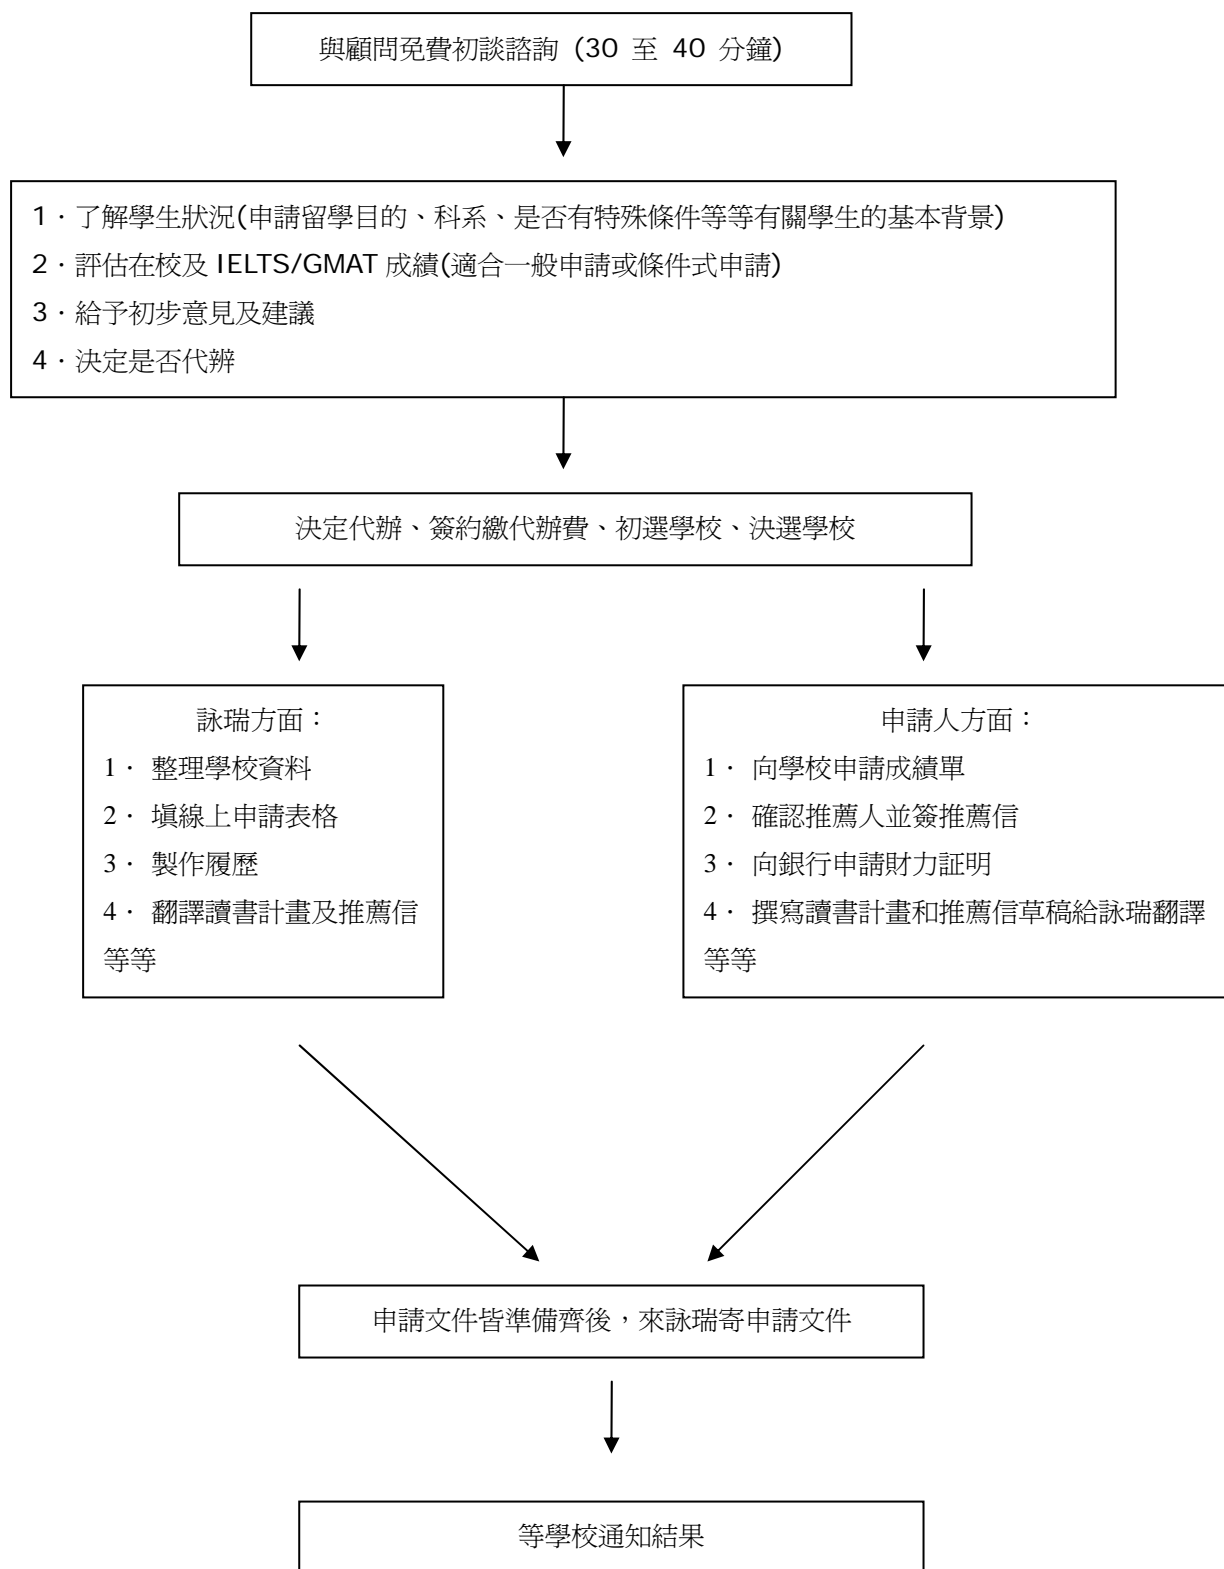 與顧問免費初談諮詢 (30 至 40 分鐘)
1．了解學生狀況(申請留學目的、科系、是否有特殊條件等等有關學生的基本背景)
2．評估在校及 IELTS/GMAT 成績(適合一般申請或條件式申請)
3．給予初步意見及建議
4．決定是否代辨
決定代辦、簽約繳代辦費、初選學校、決選學校
詠瑞方面：
1． 整理學校資料
2． 填線上申請表格
3． 製作履歷
4． 翻譯讀書計畫及推薦信
等等
申請人方面：
1． 向學校申請成績單
2． 確認推薦人並簽推薦信
3． 向銀行申請財力証明
4． 撰寫讀書計畫和推薦信草稿給詠瑞翻譯
等等
申請文件皆準備齊後，來詠瑞寄申請文件
等學校通知結果